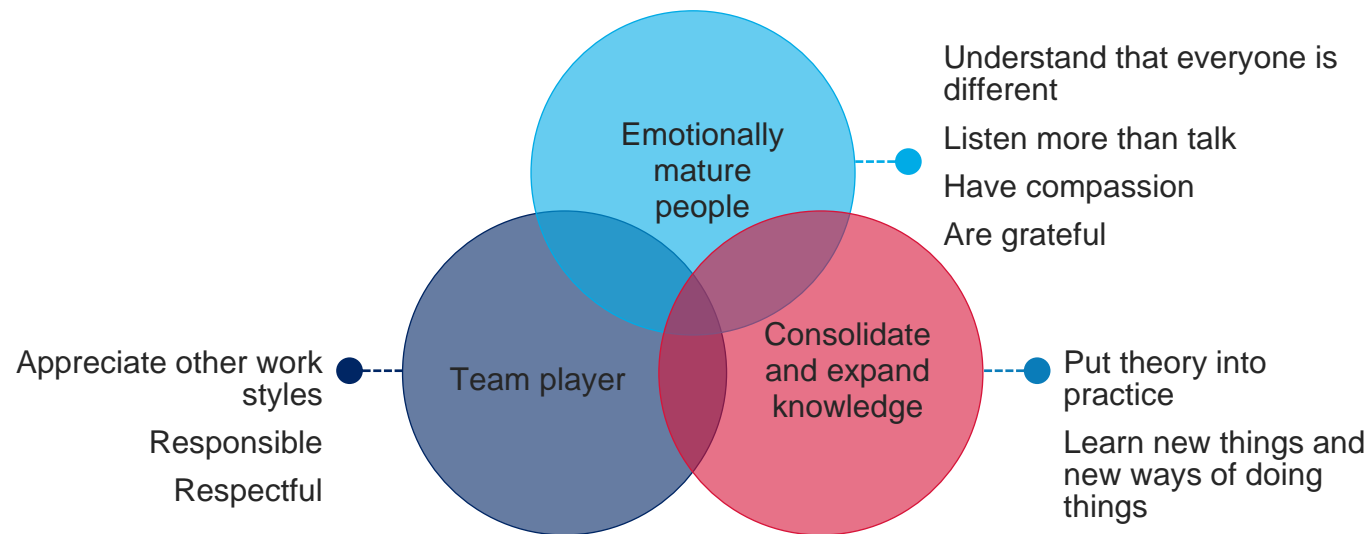 Emotionally
mature
people
Understand that everyone is
different
Listen more than talk
Have compassion
Are grateful
Appreciate other work
styles
Responsible
Respectful
Team player
Consolidate
and expand
knowledge
Put theory into
practice
Learn new things and
new ways of doing
things